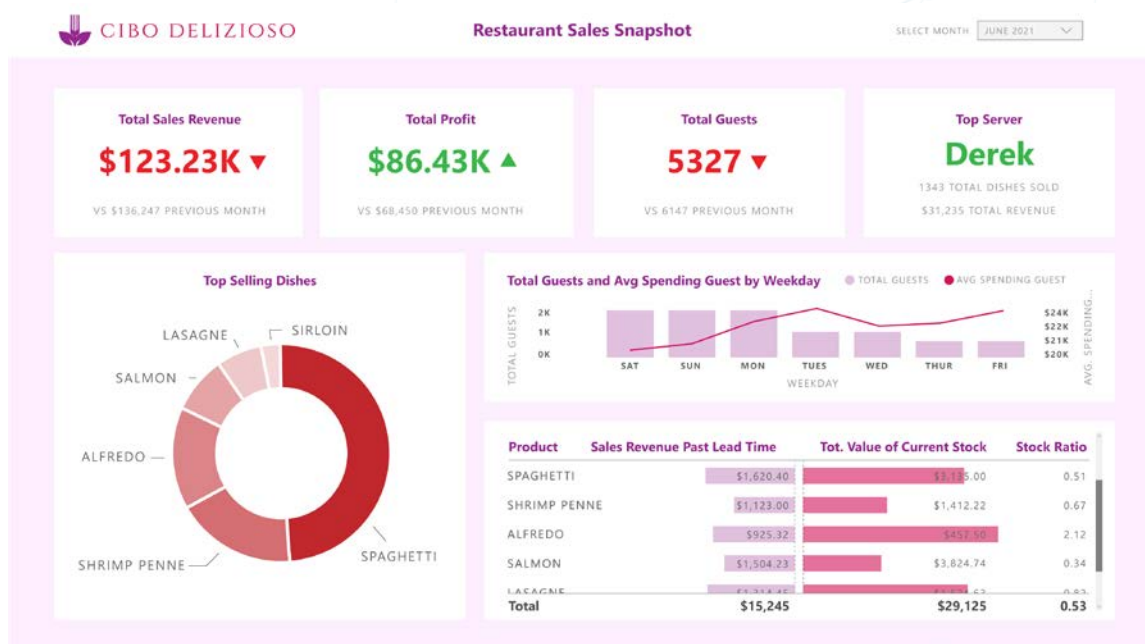 CIBO DELIZIOSO
Restaurant Sales Snapshot
SELECT MONTH JUNE 2021
Total Sales Revenue
$123.23K
VS $136,247 PREVIOUS MONTH
Total Profit
$86.43K
VS $68,450 PREVIOUS MONTH
Total Guests
5327
VS 6147 PREVIOUS MONTH
Top Server
Derek
1343 TOTAL DISHES SOLD
$31,235 TOTAL REVENUE
Top Selling Dishes
SIRLOIN
LASAGNE
SALMON
ALFREDO
SHRIMP PENNE
SPAGHETTI
Total Guests and Avg Spending Guest by Weekday
TOTAL GUESTS AVG SPENDING GUEST
TOTAL GUESTS
2K
1K
0K
$24K
$22K
$21K
$20K
AVG. SPENDING...
SAT SUN MON TUES WED THUR FRI
WEEKDAY
Product Sales Revenue Past Lead Time Tot. Value of Current Stock Stock Ratio
SPAGHETTI $1,620.40 $3,135.00 0.51
SHRIMP PENNE $1,123.00 $1,412.22 0.67
ALFREDO $925.32 $457.50 2.12
SALMON $1,504.23 $3,824.74 0.34
LASAGNE
Total $15,245 $29,125 0.53